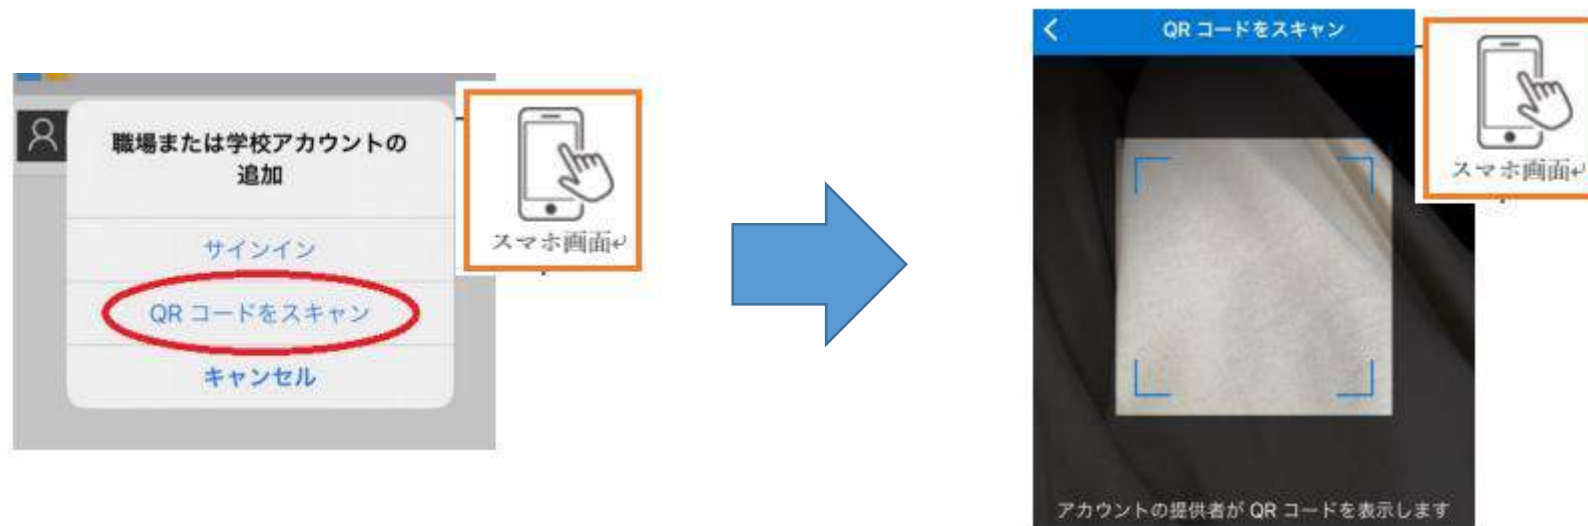 職場または学校アカウントの
追加
サインイン
QR コードをスキャン
キャンセル
スマホ画面↵
QR コードをスキャン
スマホ画面↵
アカウントの提供者が QR コードを表示します